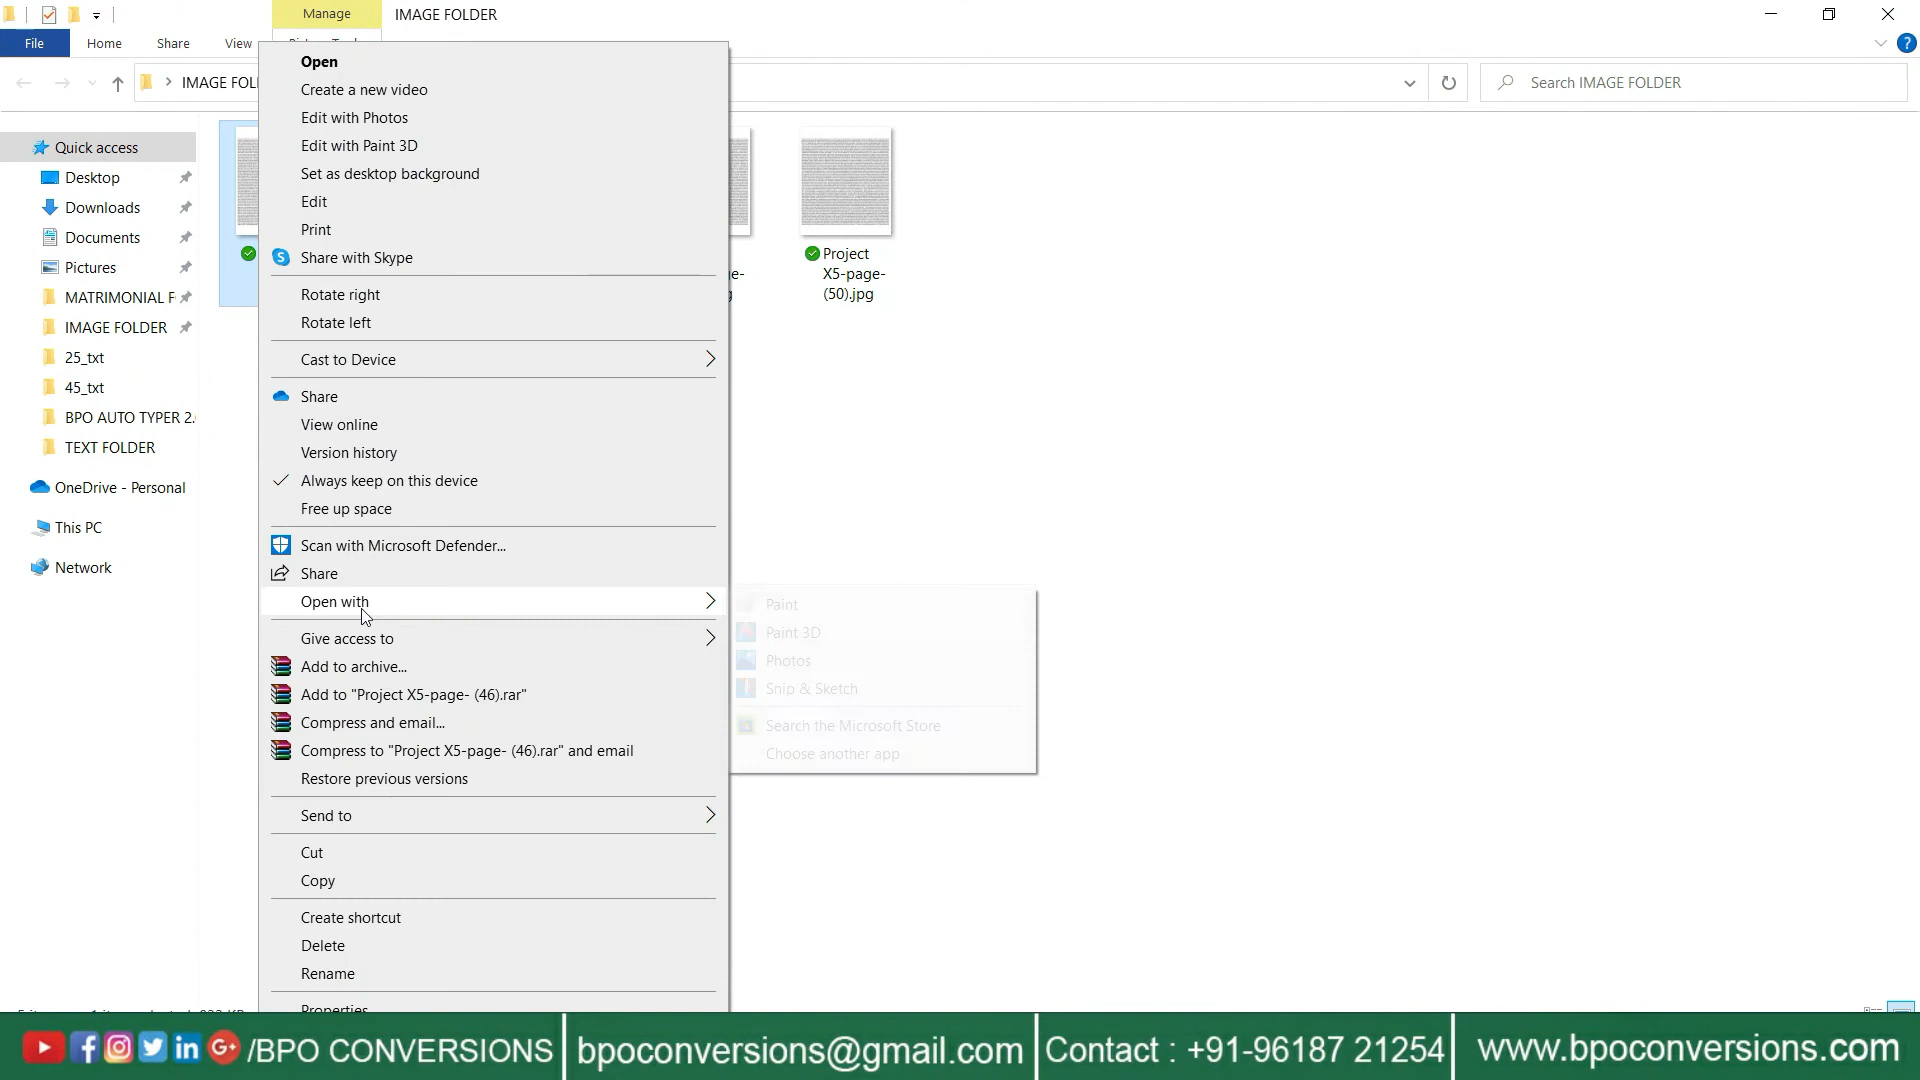 Manage
IMAGE FOLDER
File
Home
Share
View
IMAGE FOL
Search IMAGE FOLDER
Quick access
Desktop
Downloads
Documents
Pictures
MATRIMONIAL F
IMAGE FOLDER
25_txt
45_txt
BPO AUTO TYPER 2.
TEXT FOLDER
OneDrive - Personal
This PC
Network
Open
Create a new video
Edit with Photos
Edit with Paint 3D
Set as desktop background
Edit
Print
Share with Skype
Rotate right
Rotate left
Cast to Device
Share
View online
Version history
Always keep on this device
Free up space
Scan with Microsoft Defender...
Share
Open with
Give access to
Add to archive...
Add to "Project X5-page- (46).rar"
Compress and email...
Compress to "Project X5-page- (46).rar" and email
Restore previous versions
Send to
Cut
Copy
Create shortcut
Delete
Rename
Properties
Paint
Paint 3D
Photos
Snip & Sketch
Search the Microsoft Store
Choose another app
Project
X5-page-
(50).jpg
/BPO CONVERSIONS
bpoconversions@gmail.com
Contact : +91-96187 21254
www.bpoconversions.com